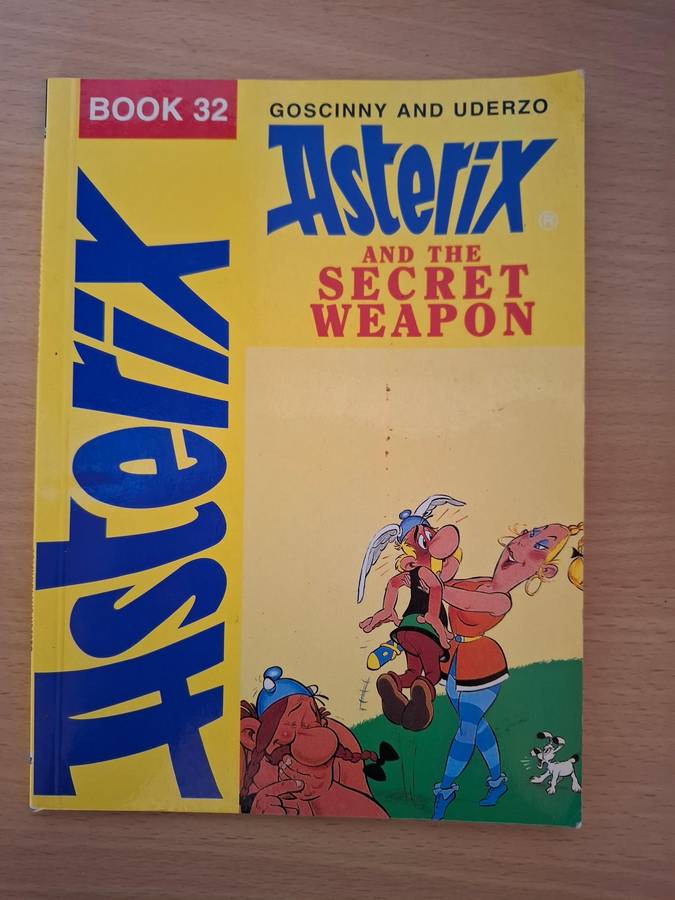 BOOK 32
GOSCINNY AND UDERZO
Asterix ®
AND THE
SECRET
WEAPON
Asterix